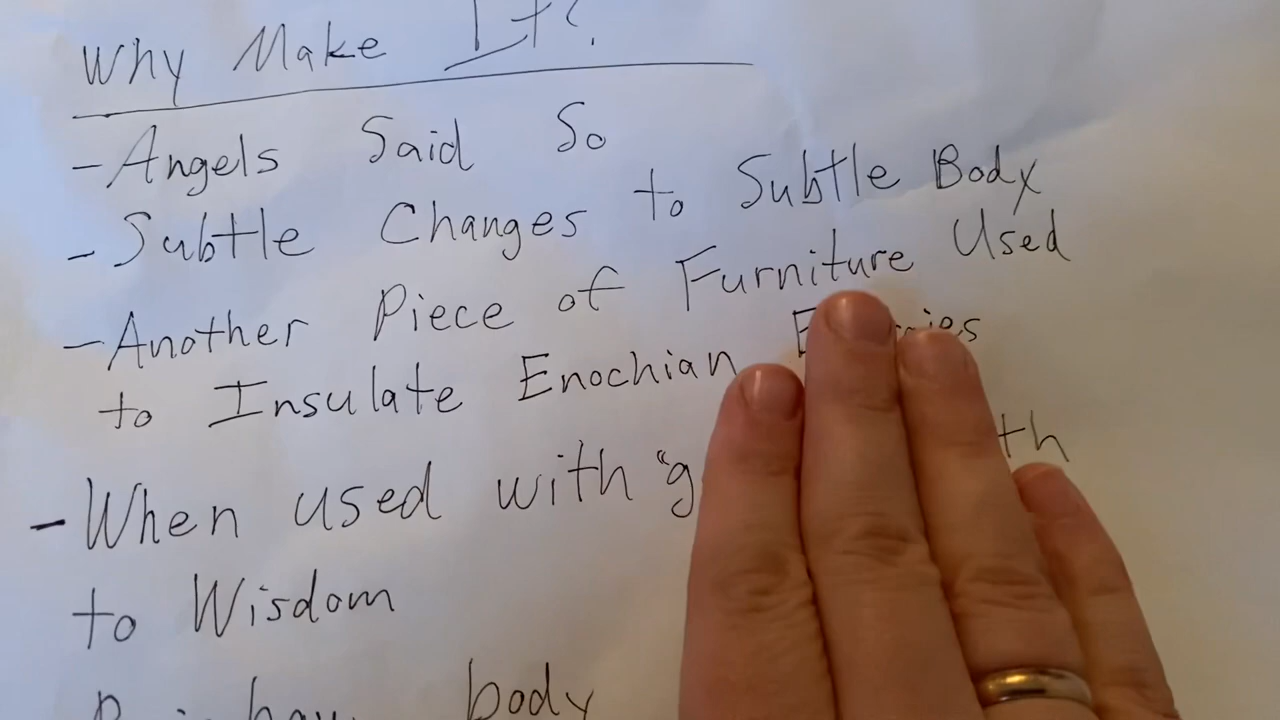 Why Make It?
- Angels Said So
- Subtle Changes to Subtle Body
- Another Piece of Furniture Used
to Insulate Enochian
- When used with "g
to Wisdom
body